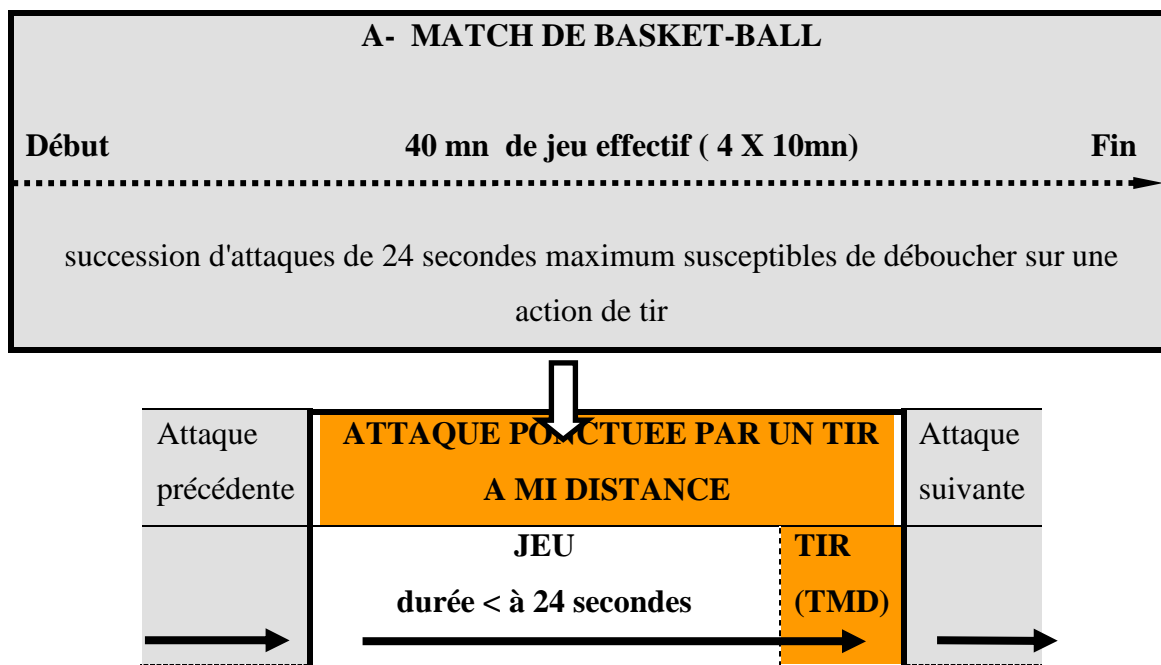 A- MATCH DE BASKET-BALL
Début 40 mn de jeu effectif ( 4 X 10mn) Fin
succession d'attaques de 24 secondes maximum susceptibles de déboucher sur une
action de tir
Attaque précédente
ATTAQUE PONCTUEE PAR UN TIR
A MI DISTANCE
Attaque suivante
JEU
durée < à 24 secondes
TIR
(TMD)